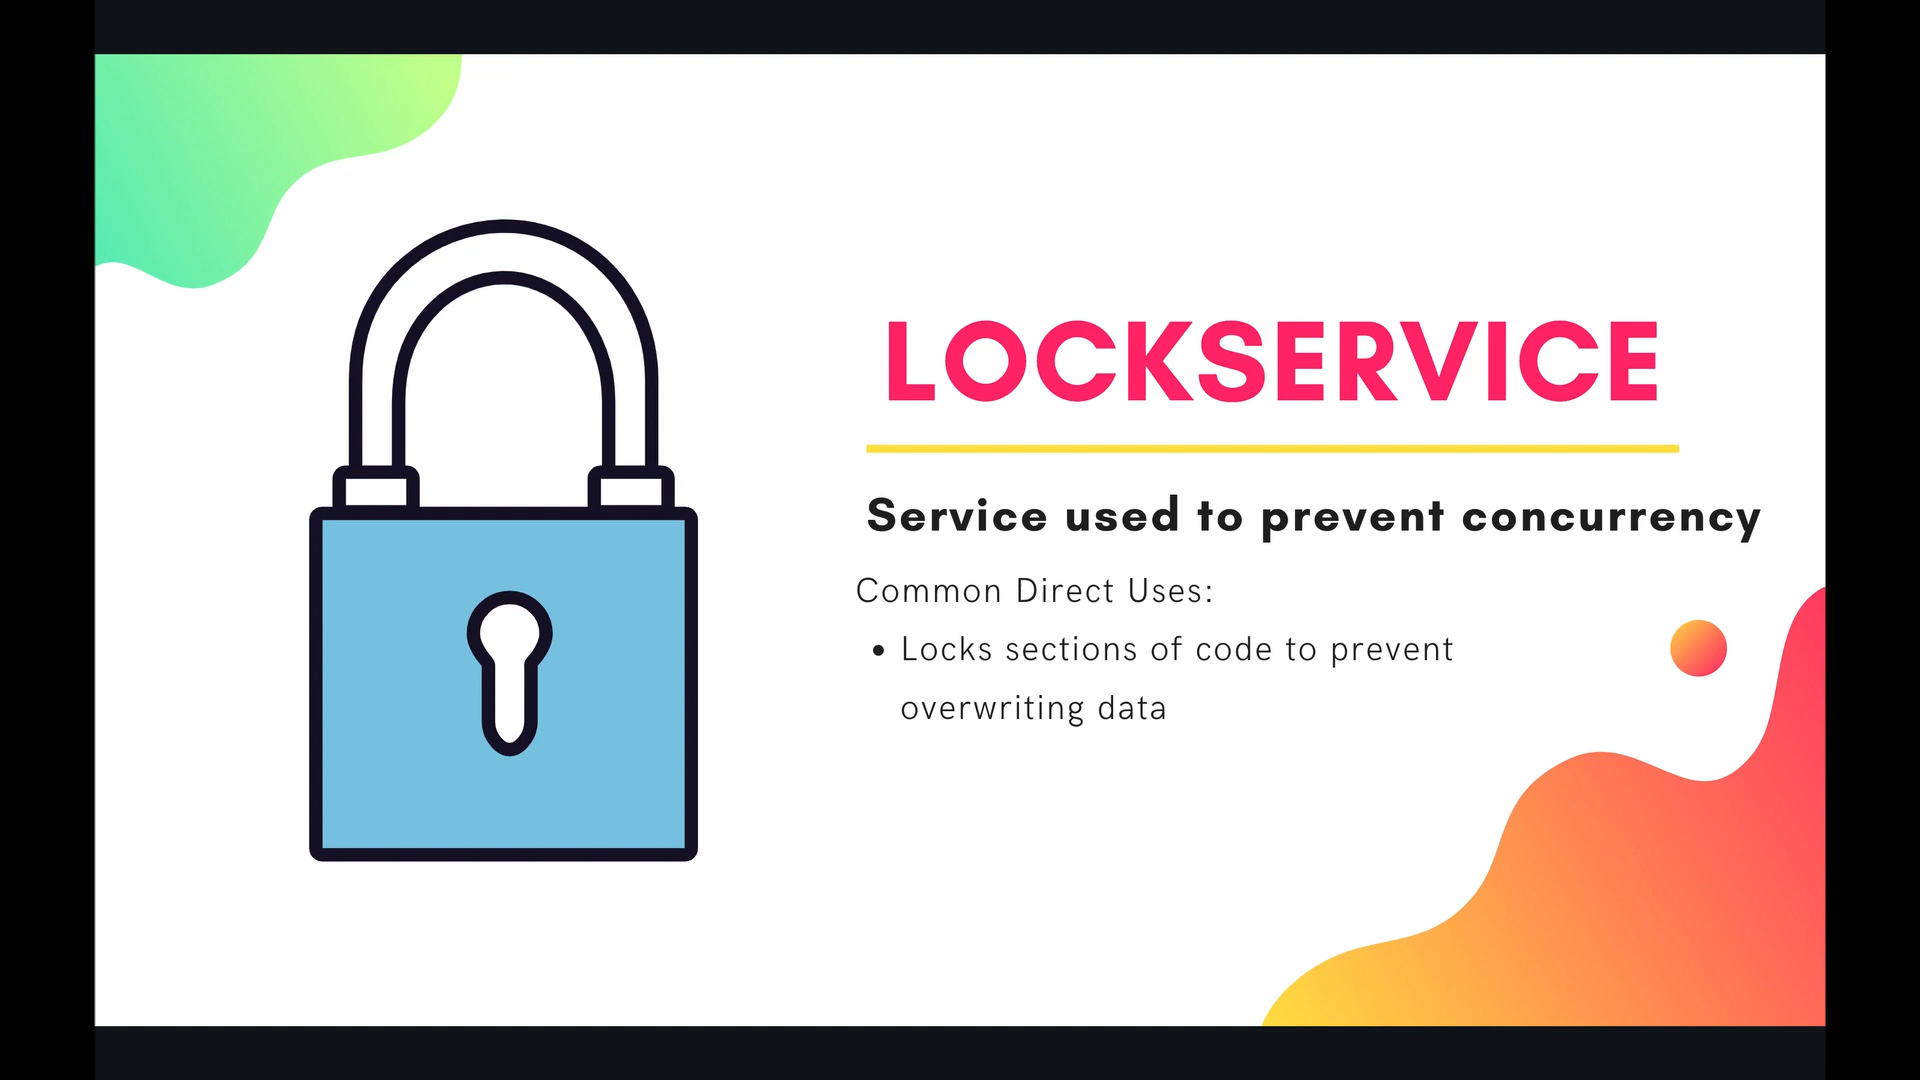 LOCKSERVICE
Service used to prevent concurrency
Common Direct Uses:
• Locks sections of code to prevent
overwriting data